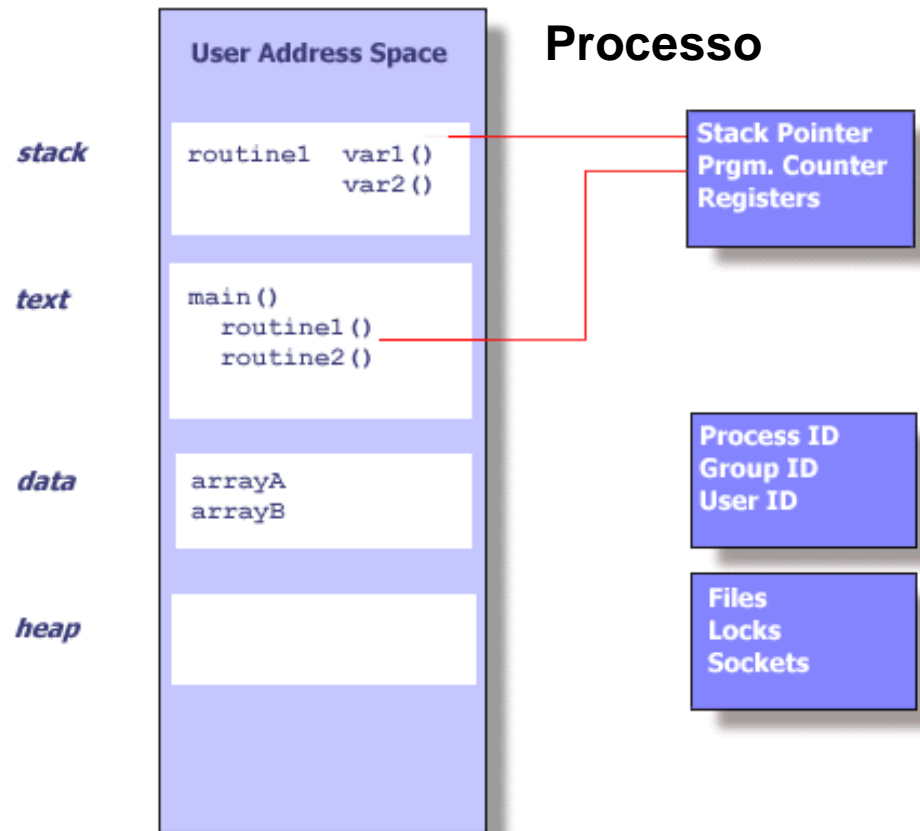 Processo
User Address Space
stack
routine1 var1()
var2()
Stack Pointer
Prgm. Counter
Registers
text
main()
routine1()
routine2()
Process ID
Group ID
User ID
data
arrayA
arrayB
Files
Locks
Sockets
heap